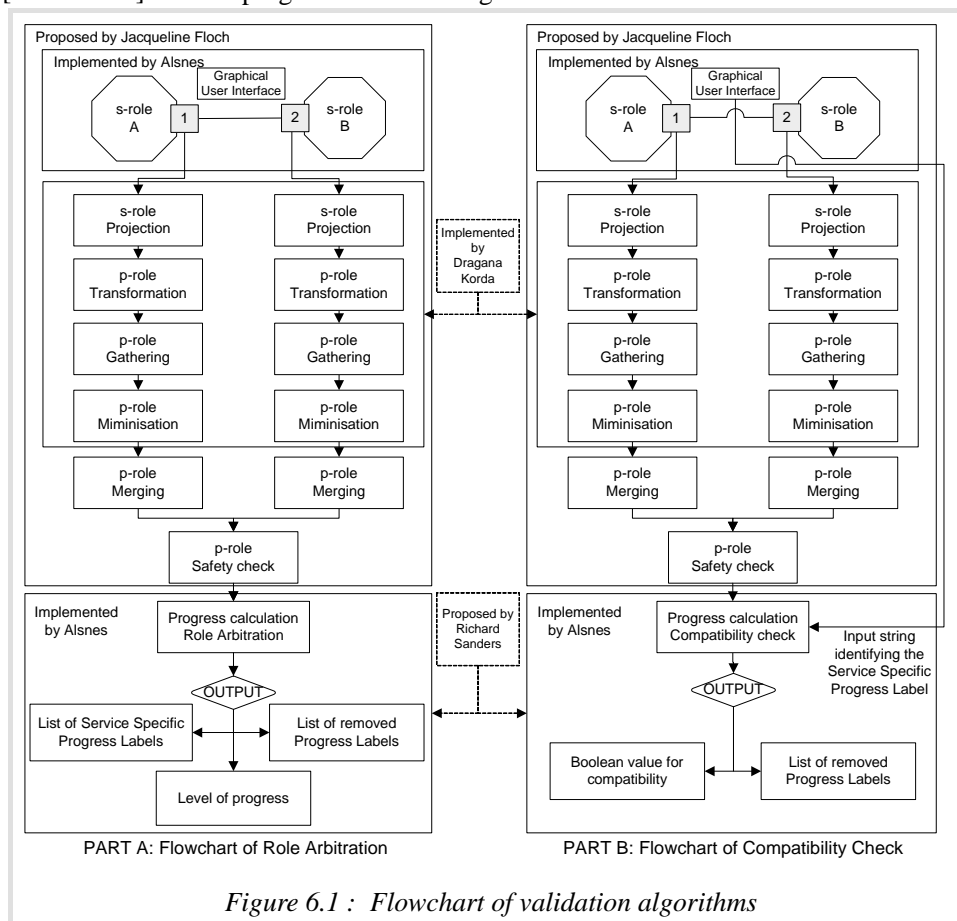 Proposed by Jacqueline Floch
Implemented by Alsnes
Graphical
User Interface
s-role
A
1
2
s-role
B
s-role
Projection
s-role
Projection
p-role
Transformation
p-role
Transformation
p-role
Gathering
p-role
Gathering
p-role
Miminisation
p-role
Miminisation
p-role
Merging
p-role
Merging
p-role
Safety check
Implemented
by Alsnes
Progress calculation
Role Arbitration
OUTPUT
List of Service Specific
Progress Labels
List of removed
Progress Labels
Level of progress
PART A: Flowchart of Role Arbitration
Implemented
by
Dragana
Korda
Proposed by
Richard
Sanders
Proposed by Jacqueline Floch
Implemented by Alsnes
Graphical
User Interface
s-role
A
1
2
s-role
B
s-role
Projection
s-role
Projection
p-role
Transformation
p-role
Transformation
p-role
Gathering
p-role
Gathering
p-role
Miminisation
p-role
Miminisation
p-role
Merging
p-role
Merging
p-role
Safety check
Implemented
by Alsnes
Progress calculation
Compatibility check
Input string
identifying the
Service Specific
Progress Label
OUTPUT
Boolean value for
compatibility
List of removed
Progress Labels
PART B: Flowchart of Compatibility Check
Figure 6.1 : Flowchart of validation algorithms